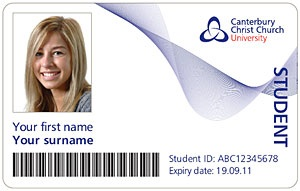 Canterbury
Christ Church
University
STUDENT
Your first name
Your surname
Student ID: ABC12345678
Expiry date: 19.09.11